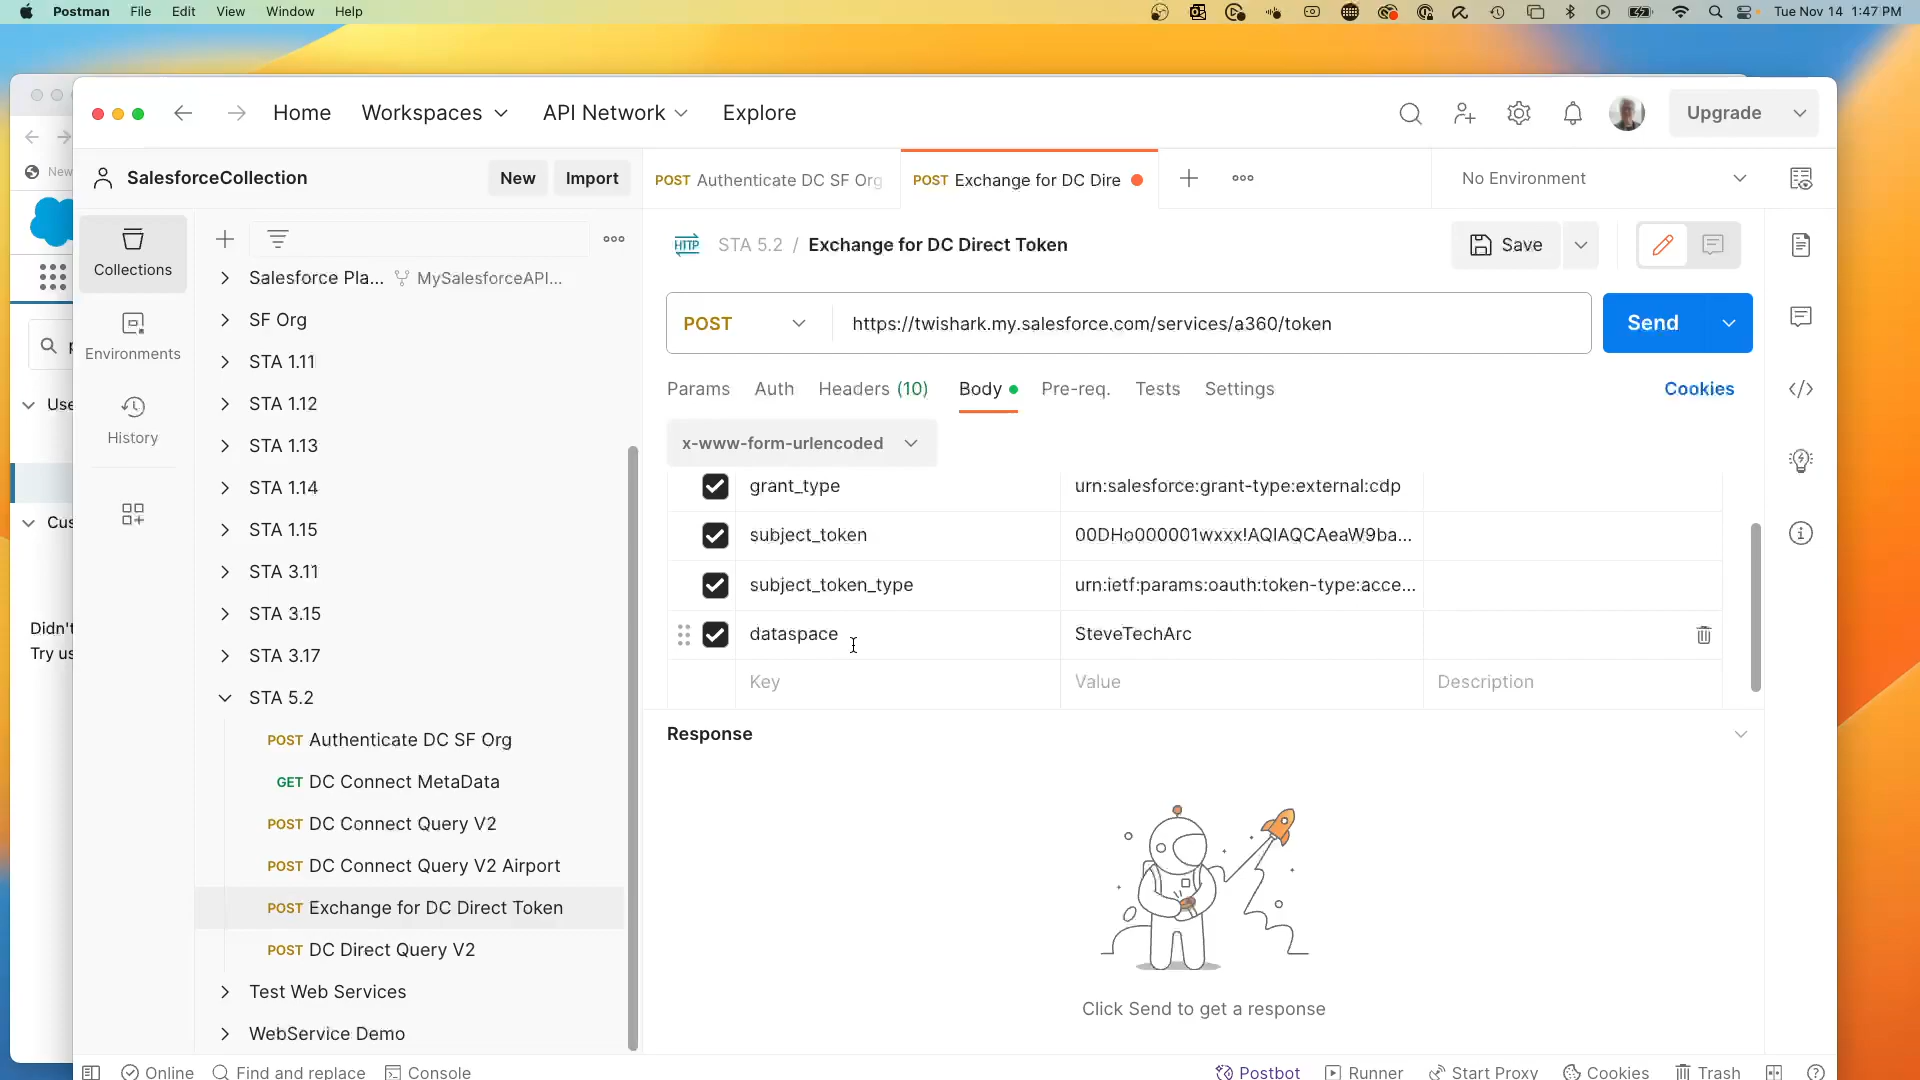 Postman File Edit View Window Help Tue Nov 14 1:47 PM
Home Workspaces API Network Explore Upgrade
New
SalesforceCollection New Import
POST Authenticate DC SF Org POST Exchange for DC Dire No Environment
Collections
Environments
History
Salesforce Pla... MySalesforceAPI...
SF Org
STA 1.11
STA 1.12
STA 1.13
STA 1.14
STA 1.15
STA 3.11
STA 3.15
STA 3.17
STA 5.2
POST Authenticate DC SF Org
GET DC Connect MetaData
POST DC Connect Query V2
POST DC Connect Query V2 Airport
POST Exchange for DC Direct Token
POST DC Direct Query V2
Test Web Services
WebService Demo
Use
Cus
Didn't
Try us
HTTP STA 5.2 / Exchange for DC Direct Token Save
POST https://twishark.my.salesforce.com/services/a360/token Send
Params Auth Headers (10) Body Pre-req. Tests Settings Cookies
x-www-form-urlencoded
grant_type urn:salesforce:grant-type:external:cdp
subject_token 00DHo000001wxxx!AQIAQCAeaW9ba...
subject_token_type urn:ietf:params:oauth:token-type:acce...
dataspace SteveTechArc
Key Value Description
Response
Click Send to get a response
Online Find and replace Console Postbot Runner Start Proxy Cookies Trash